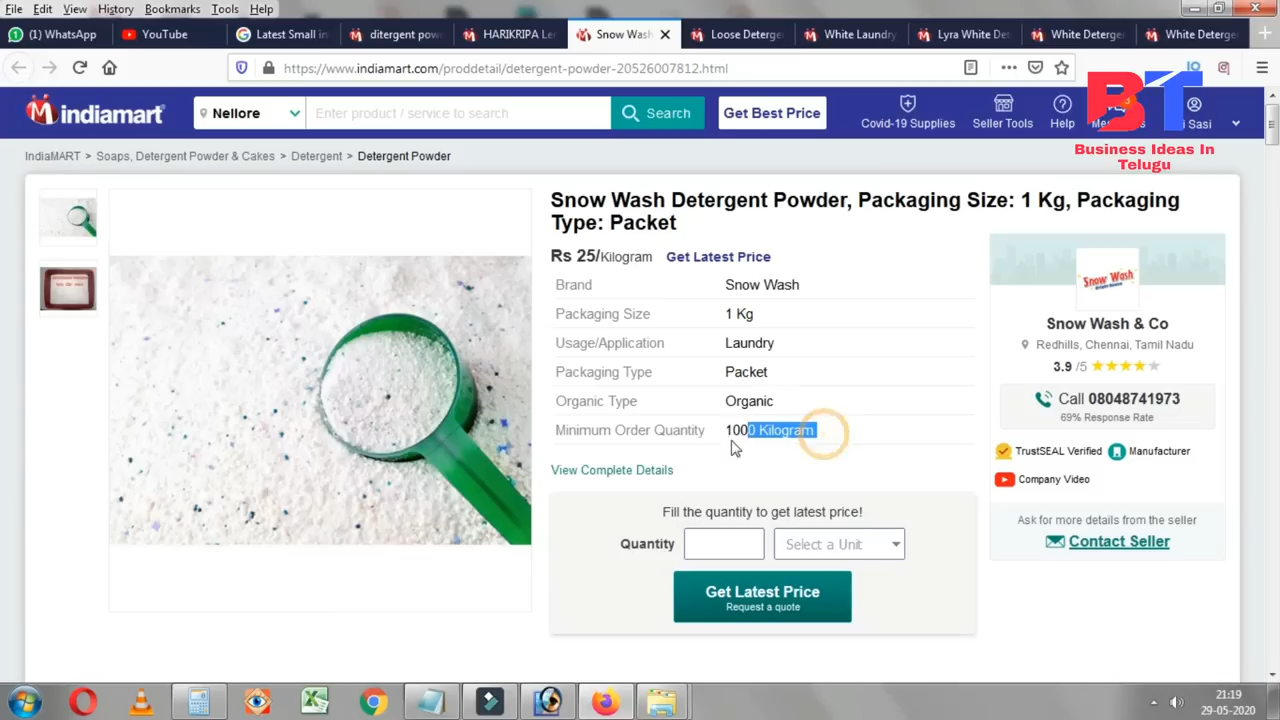 File Edit View History Bookmarks Tools Help
(1) WhatsApp
YouTube
Latest Small in
ditergent pow
HARIKRIPA Le
Snow Wash
Loose Deterge
White Laundry
Lyra White De
White Deterge
White Deterge
https://www.indiamart.com/proddetail/detergent-powder-20526007812.html
indiamart
Nellore
Enter product / service to search
Search
Get Best Price
Covid-19 Supplies
Seller Tools
Help
Sasi
BT
Business Ideas In
Telugu
IndiaMART > Soaps, Detergent Powder & Cakes > Detergent > Detergent Powder
Snow Wash Detergent Powder, Packaging Size: 1 Kg, Packaging
Type: Packet
Rs 25/Kilogram Get Latest Price
Brand Snow Wash
Packaging Size 1 Kg
Usage/Application Laundry
Packaging Type Packet
Organic Type Organic
Minimum Order Quantity 1000 Kilogram
View Complete Details
Fill the quantity to get latest price!
Quantity Select a Unit
Get Latest Price
Request a quote
Snow Wash
Snow Wash & Co
Redhills, Chennai, Tamil Nadu
3.9 /5
Call 08048741973
69% Response Rate
TrustSEAL Verified Manufacturer
Company Video
Ask for more details from the seller
Contact Seller
21:19
29-05-2020